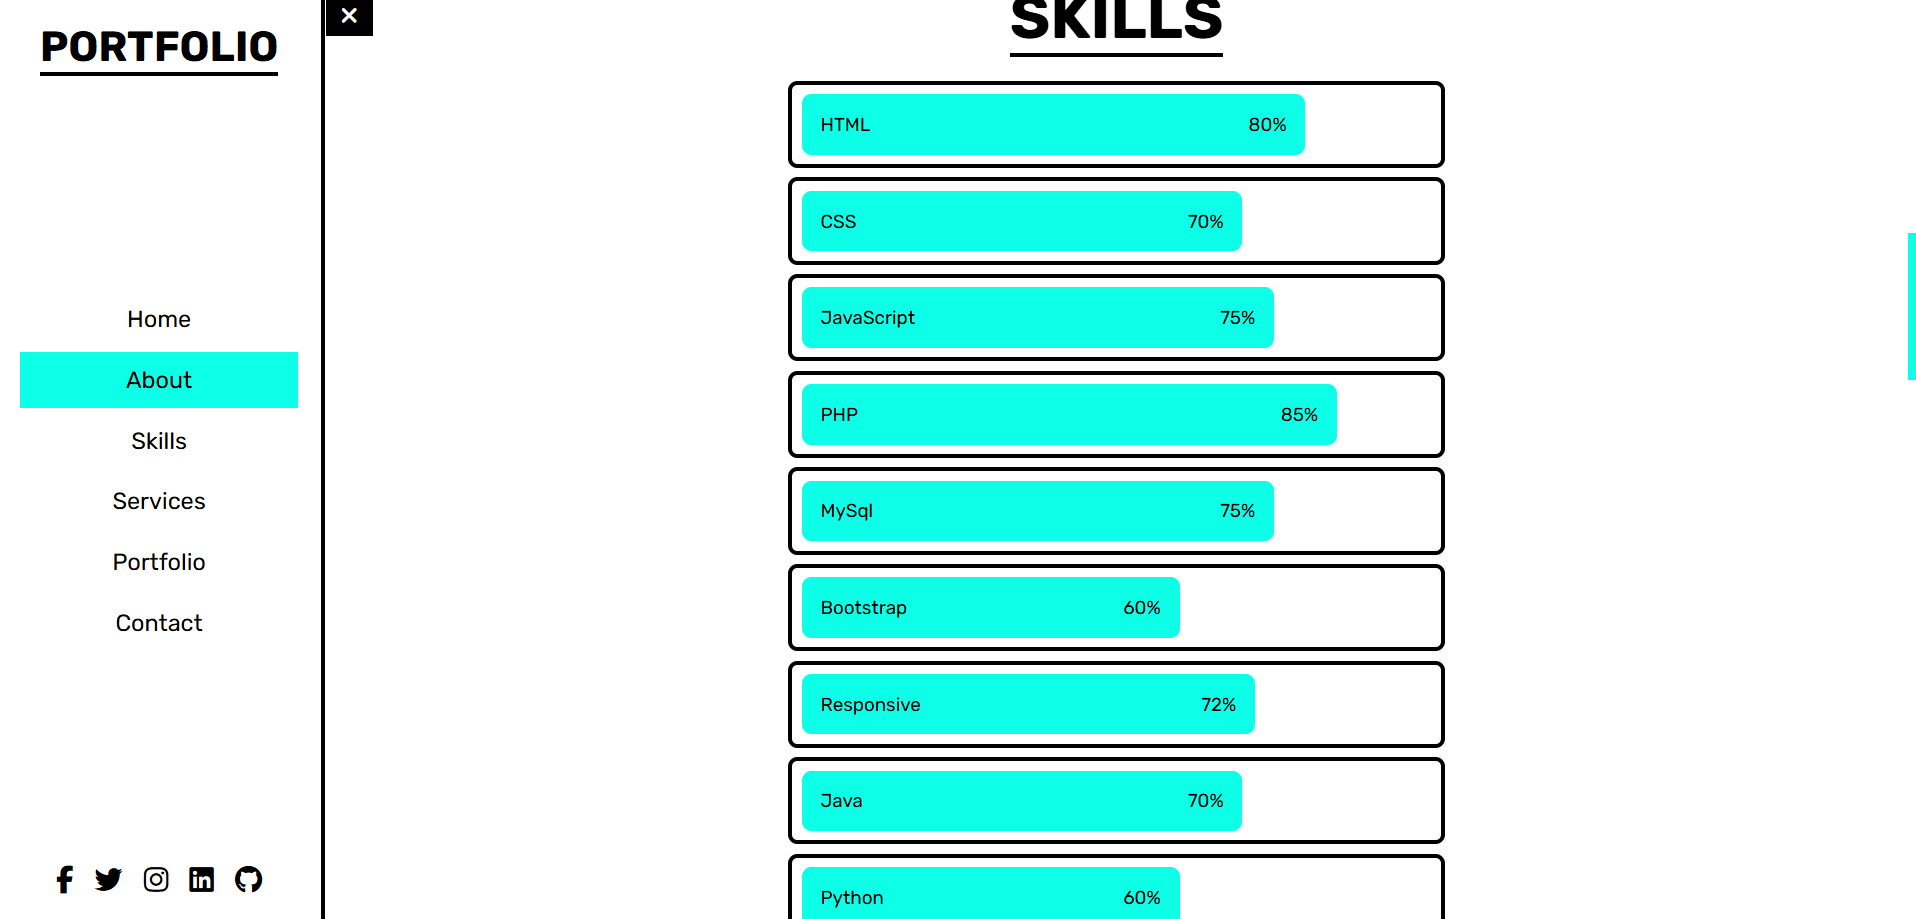 PORTFOLIO
Home
About
Skills
Services
Portfolio
Contact
SKILLS
HTML 80%
CSS 70%
JavaScript 75%
PHP 85%
MySql 75%
Bootstrap 60%
Responsive 72%
Java 70%
Python 60%